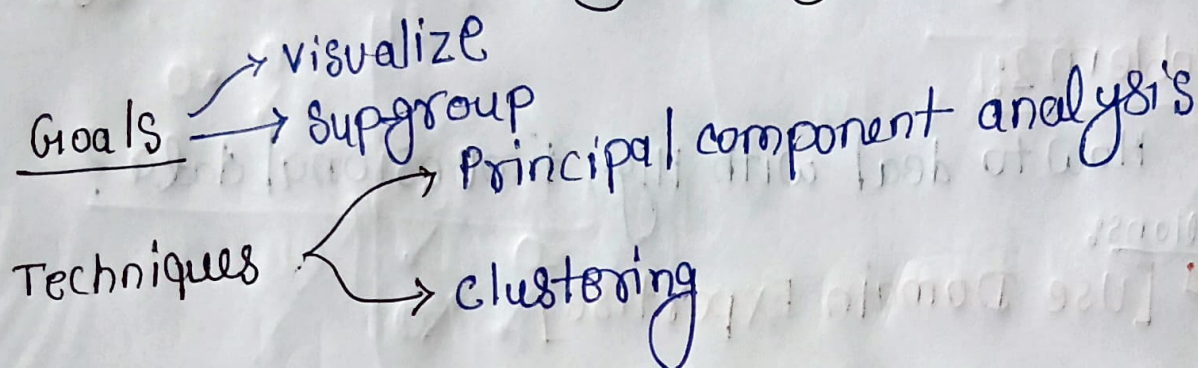 Goals → visualize
→ Supgroup
Techniques → Principal component analysis
→ clustering